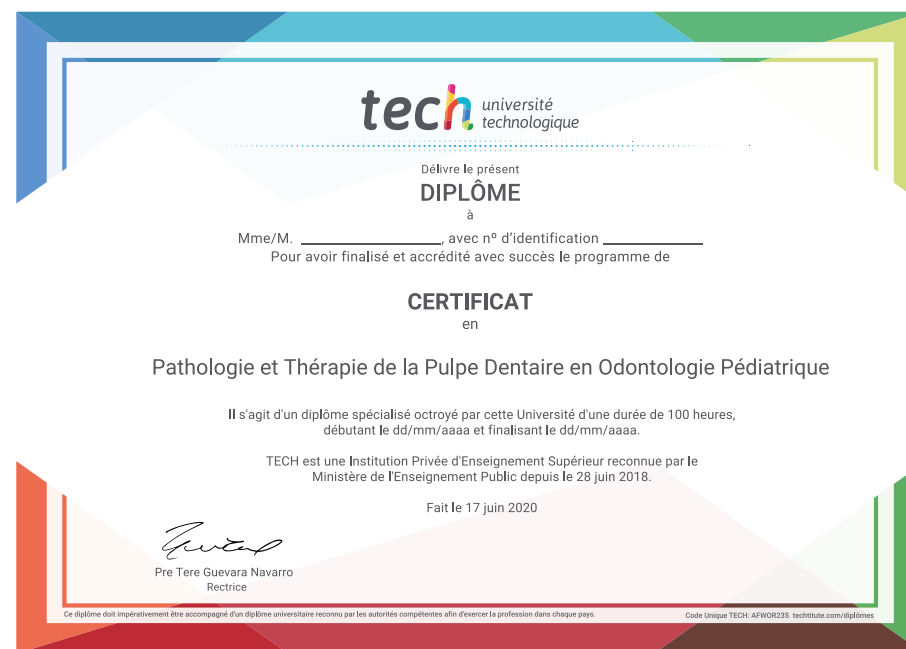 tech université
technologique
Délivre le présent
DIPLÔME
à
Mme/M. ____________________, avec nº d'identification ______________
Pour avoir finalisé et accrédité avec succès le programme de
CERTIFICAT
en
Pathologie et Thérapie de la Pulpe Dentaire en Odontologie Pédiatrique
Il s'agit d'un diplôme spécialisé octroyé par cette Université d'une durée de 100 heures,
débutant le dd/mm/aaaa et finalisant le dd/mm/aaaa.
TECH est une Institution Privée d'Enseignement Supérieur reconnue par le
Ministère de l'Enseignement Public depuis le 28 juin 2018.
Fait le 17 juin 2020
Pre Tere Guevara Navarro
Rectrice
Ce diplôme doit impérativement être accompagné d'un diplôme universitaire reconnu par les autorités compétentes afin d'exercer la profession dans chaque pays.
Code Unique TECH: AFWOR23S techtitute.com/diplômes